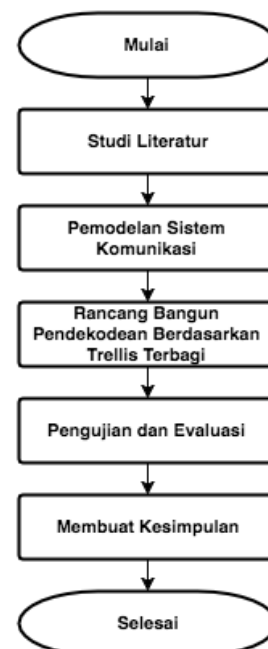 Mulai
Studi Literatur
Pemodelan Sistem
Komunikasi
Rancang Bangun
Pendekodean Berdasarkan
Trellis Terbagi
Pengujian dan Evaluasi
Membuat Kesimpulan
Selesai